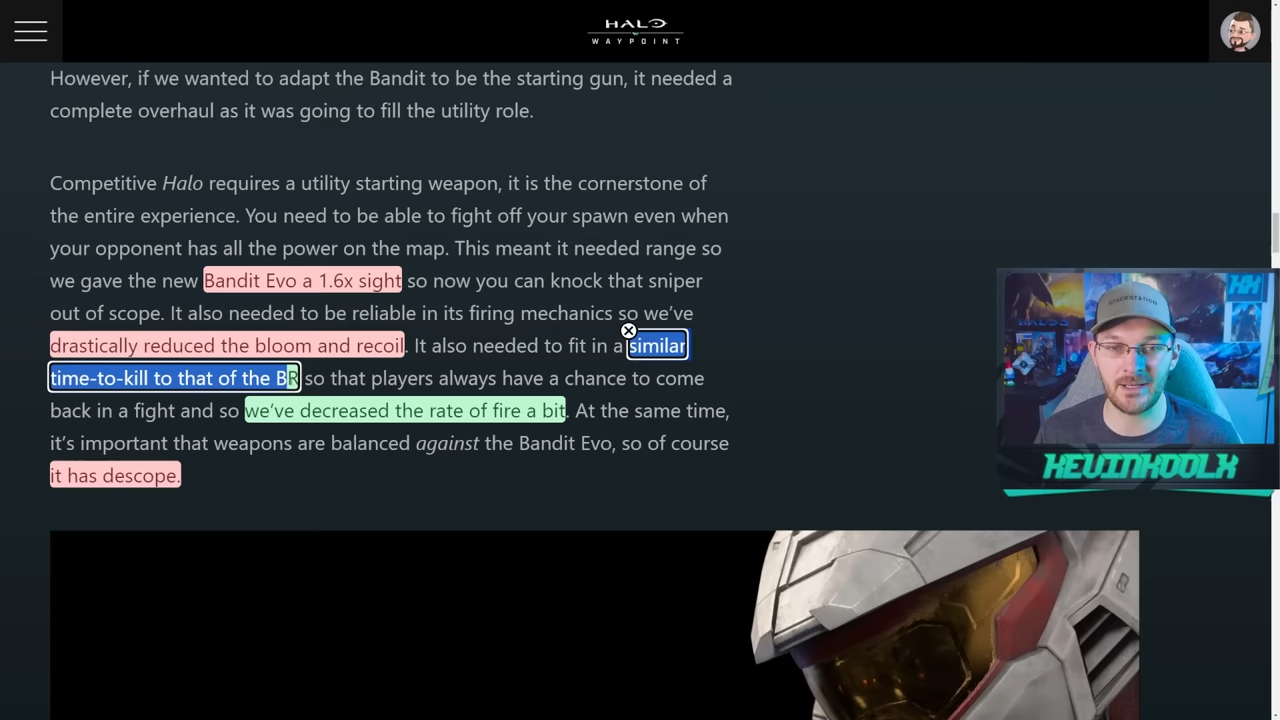 HALO
WAYPOINT
However, if we wanted to adapt the Bandit to be the starting gun, it needed a
complete overhaul as it was going to fill the utility role.
Competitive Halo requires a utility starting weapon, it is the cornerstone of
the entire experience. You need to be able to fight off your spawn even when
your opponent has all the power on the map. This meant it needed range so
we gave the new Bandit Evo a 1.6x sight so now you can knock that sniper
out of scope. It also needed to be reliable in its firing mechanics so we’ve
drastically reduced the bloom and recoil. It also needed to fit in a similar
time-to-kill to that of the BR so that players always have a chance to come
back in a fight and so we’ve decreased the rate of fire a bit. At the same time,
it’s important that weapons are balanced against the Bandit Evo, so of course
it has descope.
SPACESTATION
KEVINKOOLX